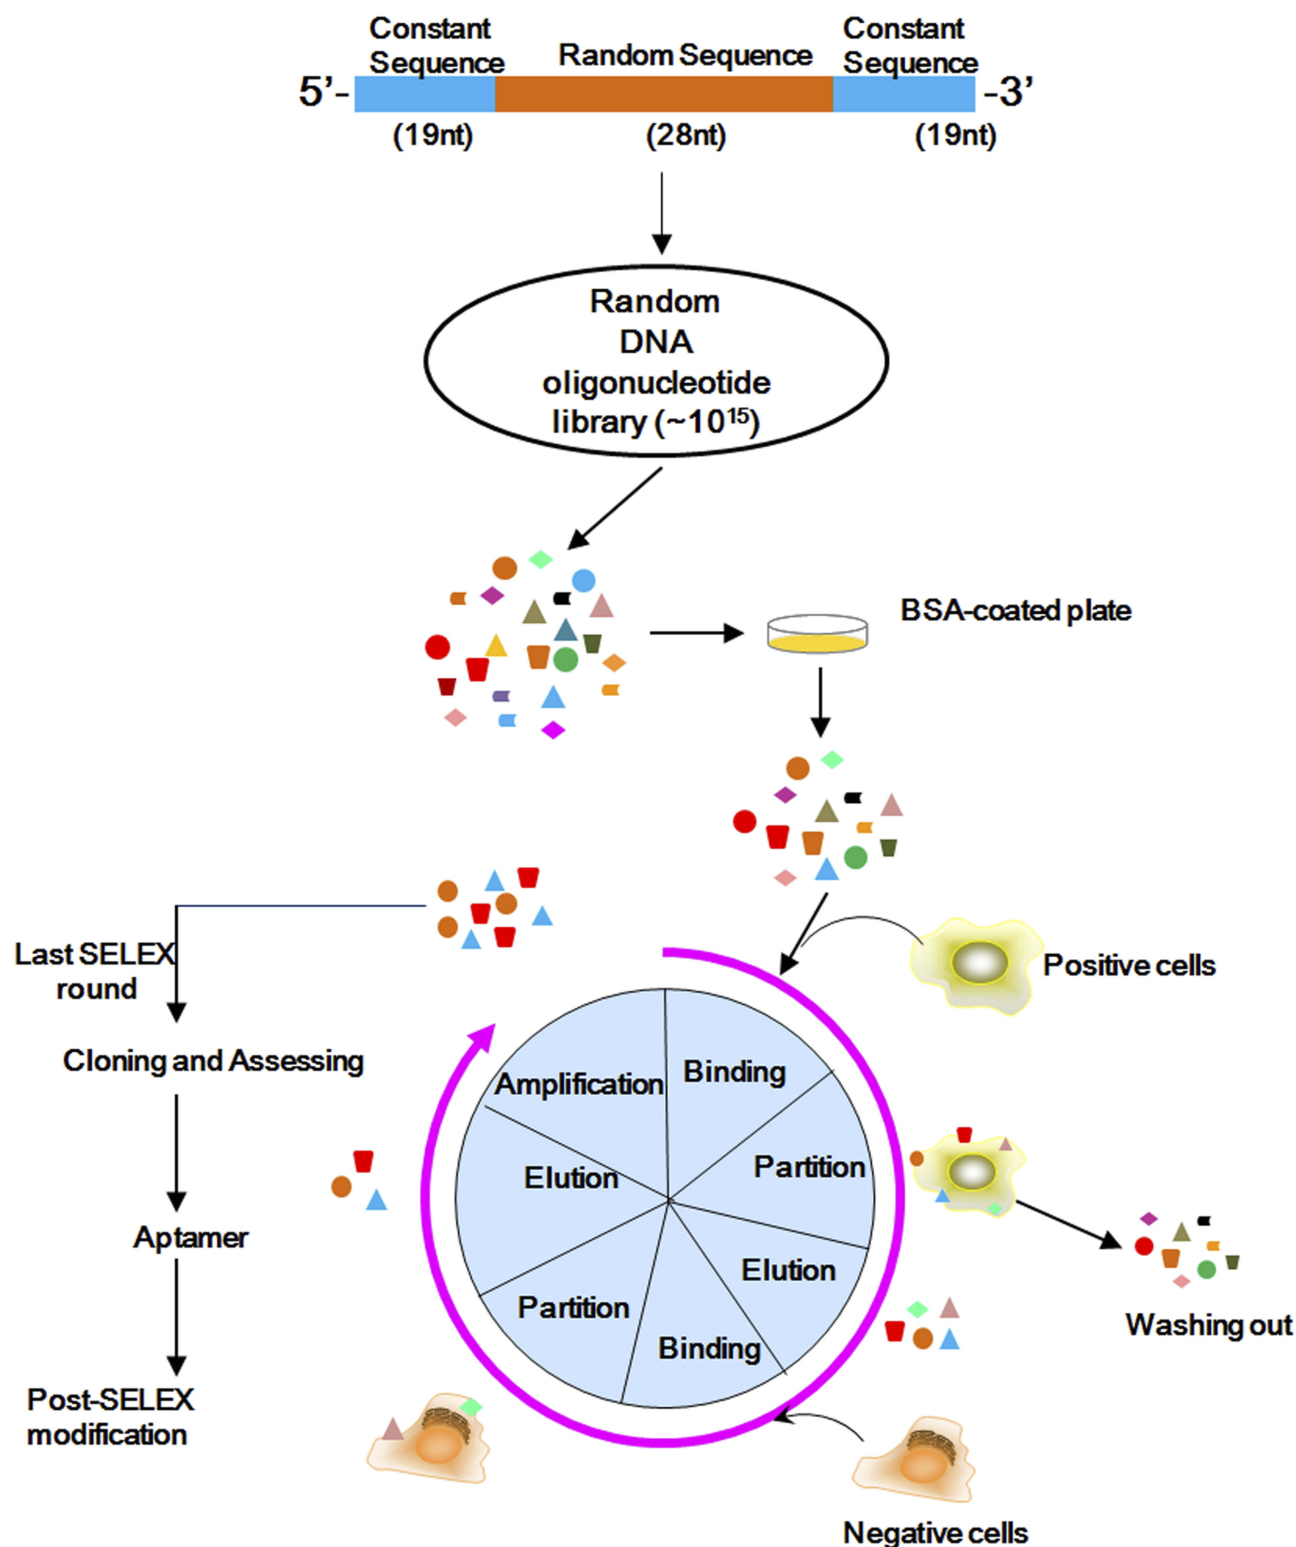 Constant
Sequence
Random Sequence
Constant
Sequence
5’-
-3’
(19nt)
(28nt)
(19nt)
Random
DNA
oligonucleotide
library (~10¹⁵)
BSA-coated plate
Last SELEX
round
Positive cells
Cloning and Assessing
Amplification
Binding
Partition
Elution
Elution
Aptamer
Partition
Binding
Washing out
Post-SELEX
modification
Negative cells